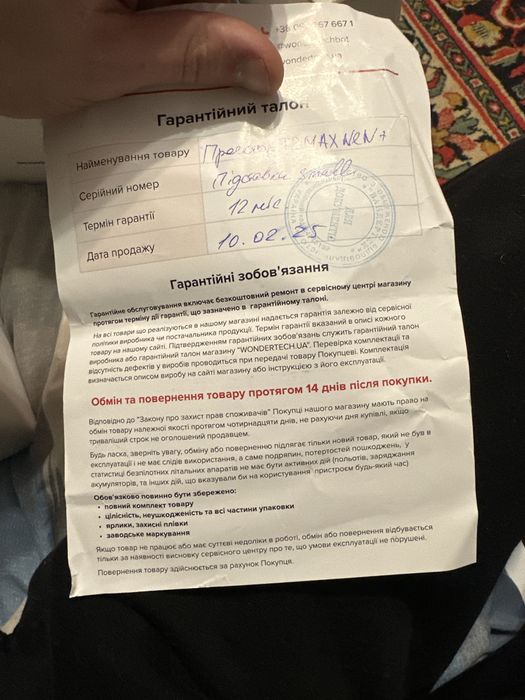 667 1
Гарантійний талон
Найменування товару
MAX NEN+
Серійний номер
Підставки small
Термін гарантії
12 міс
Дата продажу
10.02.25
Гарантійні зобов'язання
Гарантійне обслуговування включає безкоштовний ремонт в сервісному центрі магазину
протягом терміну дії гарантії, що зазначено в гарантійному талоні.
На всі товари що реалізуються в нашому магазині надається гарантія залежно від сервісної
політики виробника чи постачальника продукції. Термін гарантії вказаний в описі кожного
товару на нашому сайті. Підтвердженням гарантійних зобов'язань служить гарантійний талон
виробника або гарантійний талон магазину "WONDERTECH.UA". Перевірка комплектації та
відсутність дефектів у виробів проводиться при передачі товару Покупцеві. Комплектація
визначається описом виробу на сайті магазину або інструкцією з його експлуатації.
Обмін та повернення товару протягом 14 днів після покупки.
Відповідно до "Закону про захист прав споживачів" Покупці нашого магазину мають право на
обмін товару належної якості протягом чотирнадцяти днів, не рахуючи дня купівлі, якщо
триваліший строк не оголошений продавцем.
Будь ласка, зверніть увагу, обміну або поверненню підлягає тільки новий товар, який не був в
експлуатації і не має слідів використання, а саме подряпин, потертостей пошкоджень, у
статистиці безпілотних літальних апаратів не має бути активних дій (польотів, заряджання
акумуляторів, та інших дій, що вказували би на користування пристроєм будь-який час)
Обов'язково повинно бути збережено:
• повний комплект товару
• цілісність, неушкодженість та всі частини упаковки
• ярлики, захисні плівки
• заводське маркування
Якщо товар не працює або має суттєві недоліки в роботі, обмін або повернення відбувається
тільки за наявності висновку сервісного центру про те, що умови експлуатації не порушені.
Повернення товару здійснюється за рахунок Покупця.